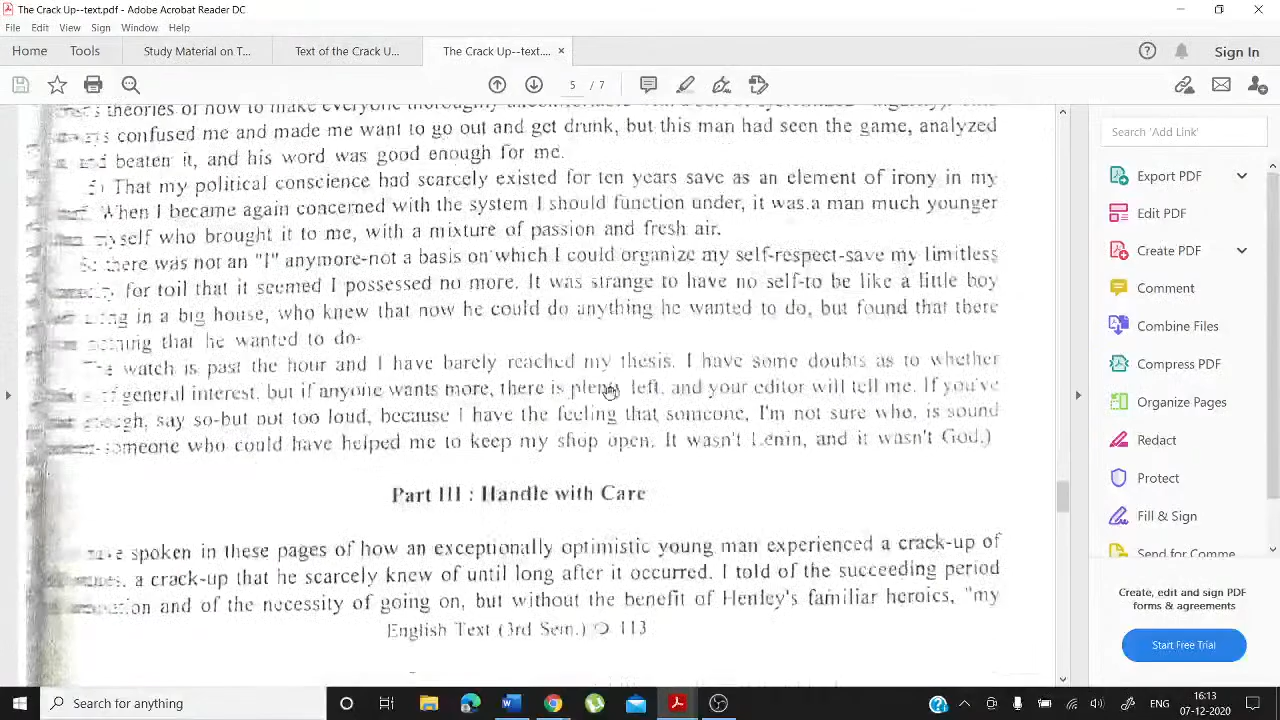 The Crack Up--text.pdf - Adobe Acrobat Reader DC
File Edit View Sign Window Help
Home Tools Study Material on T... Text of the Crack U... The Crack Up--text.... × Sign In
5 / 7
theories of how to make everyone thoroughly
confused me and made me want to go out and get drunk, but this man had seen the game, analyzed
beaten it, and his word was good enough for me.
That my political conscience had scarcely existed for ten years save as an element of irony in my
When I became again concerned with the system I should function under, it was a man much younger
who brought it to me, with a mixture of passion and fresh air.
there was not an "I" anymore-not a basis on which I could organize my self-respect-save my limitless
for toil that it seemed I possessed no more. It was strange to have no self-to be like a little boy
in a big house, who knew that now he could do anything he wanted to do, but found that there
that he wanted to do-
watch is past the hour and I have barely reached my thesis. I have some doubts as to whether
general interest, but if anyone wants more, there is plenty left, and your editor will tell me. If you've
say so-but not too loud, because I have the feeling that someone, I'm not sure who, is sound
someone who could have helped me to keep my shop open. It wasn't Lenin, and it wasn't God.)
Part III : Handle with Care
spoken in these pages of how an exceptionally optimistic young man experienced a crack-up of
a crack-up that he scarcely knew of until long after it occurred. I told of the succeeding period
and of the necessity of going on, but without the benefit of Henley's familiar heroics, "my
English Text (3rd Sem.) 113
Search 'Add Link'
Export PDF
Edit PDF
Create PDF
Comment
Combine Files
Compress PDF
Organize Pages
Redact
Protect
Fill & Sign
Send for Comme
Create, edit and sign PDF
forms & agreements
Start Free Trial
Search for anything
ENG
16:13
07-12-2020